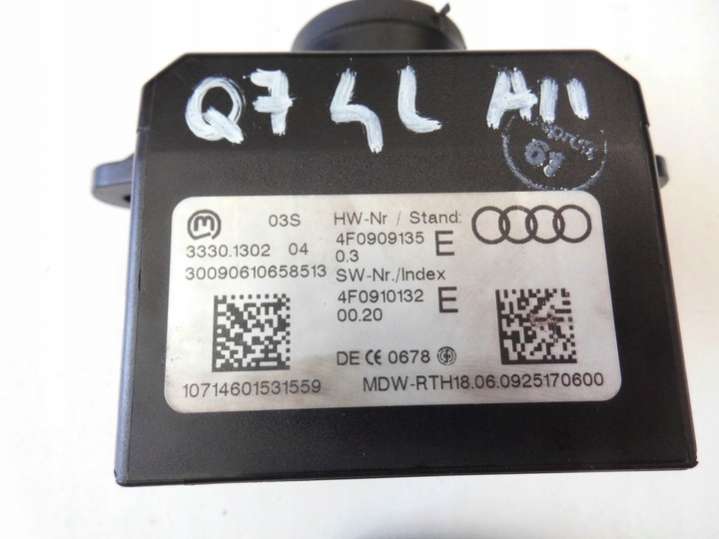 Q7 4L A11
67
03S HW-Nr / Stand:
3330.1302 04 4F0909135 E
30090610658513 0.3
SW-Nr./Index
4F0910132 E
00.20
DE CE 0678
10714601531559 MDW-RTH18.06.0925170600